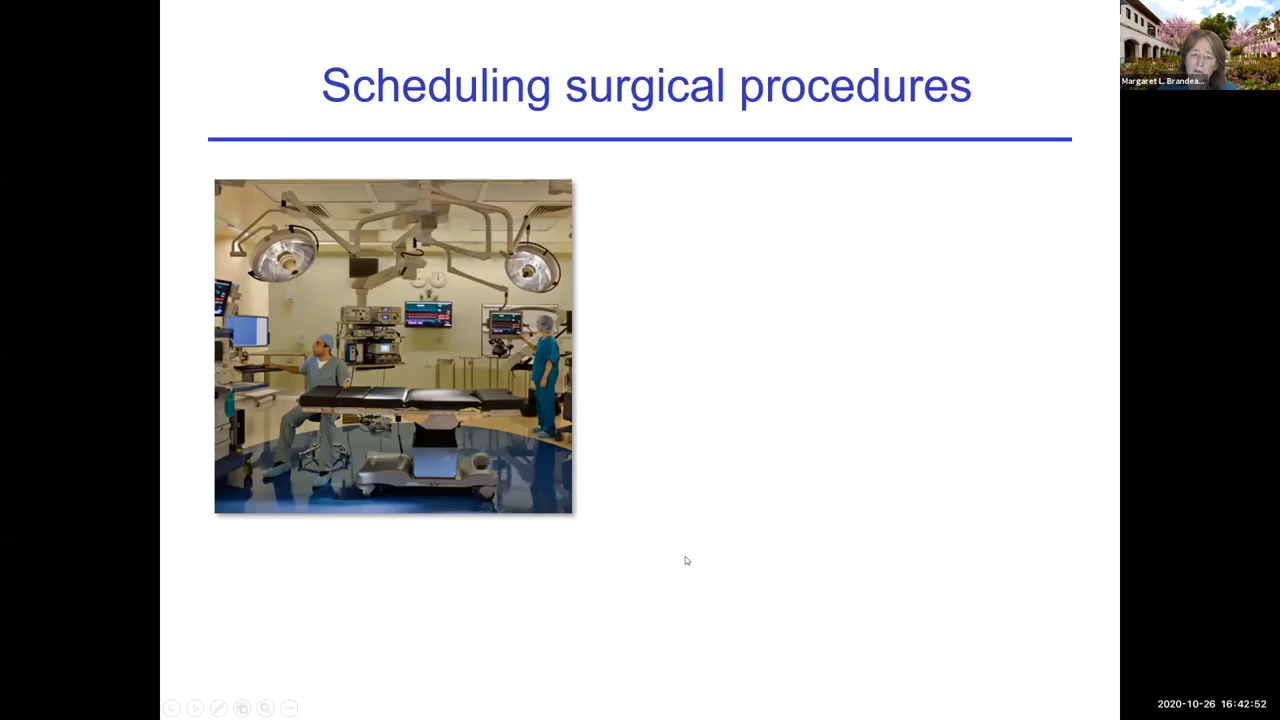 Scheduling surgical procedures
Margaret L. Brandea...
2020-10-26 16:42:52